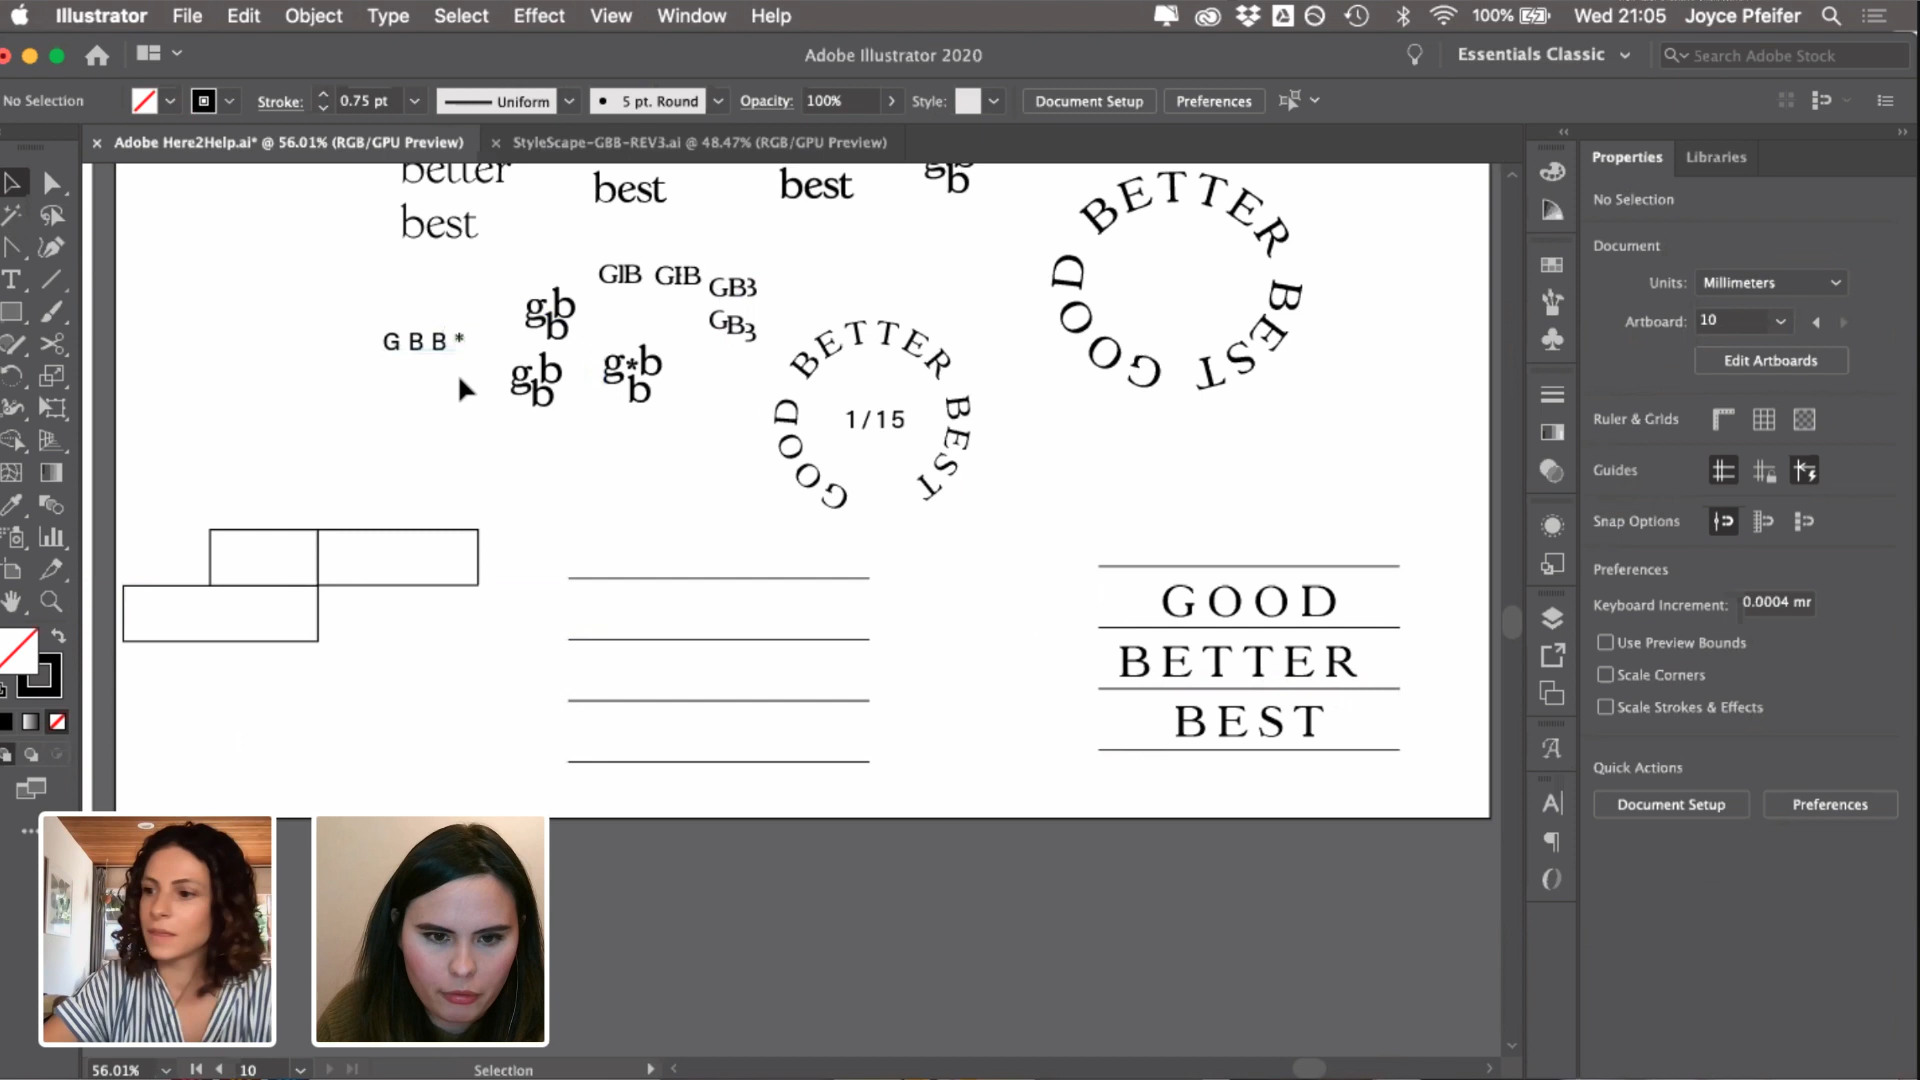 Illustrator File Edit Object Type Select Effect View Window Help 100% Wed 21:05 Joyce Pfeifer
Adobe Illustrator 2020 Essentials Classic Search Adobe Stock
No Selection Stroke: 0.75 pt Uniform 5 pt. Round Opacity: 100% Style: Document Setup Preferences
× Adobe Here2Help.ai* @ 56.01% (RGB/GPU Preview) × StyleScape-GBB-REV3.ai @ 48.47% (RGB/GPU Preview)
Properties Libraries
No Selection
Document
Units: Millimeters
Artboard: 10
Edit Artboards
Ruler & Grids
Guides
Snap Options
Preferences
Keyboard Increment: 0.0004 mr
Use Preview Bounds
Scale Corners
Scale Strokes & Effects
Quick Actions
Document Setup Preferences
better
best
best
best
g
b
GOOD BETTER BEST
GBB *
gb
b
gb
b
g*b
b
GOOD BETTER BEST
1/15
GOOD
BETTER
BEST
56.01% 10 Selection